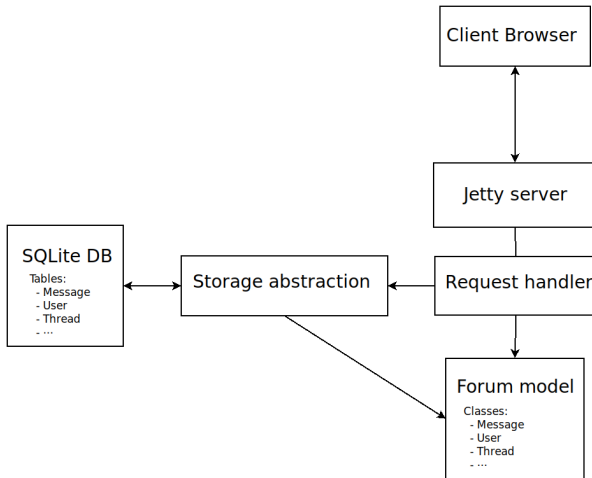 Client Browser
Jetty server
SQLite DB
Tables:
- Message
- User
- Thread
- ...
Storage abstraction
Request handler
Forum model
Classes:
- Message
- User
- Thread
- ...